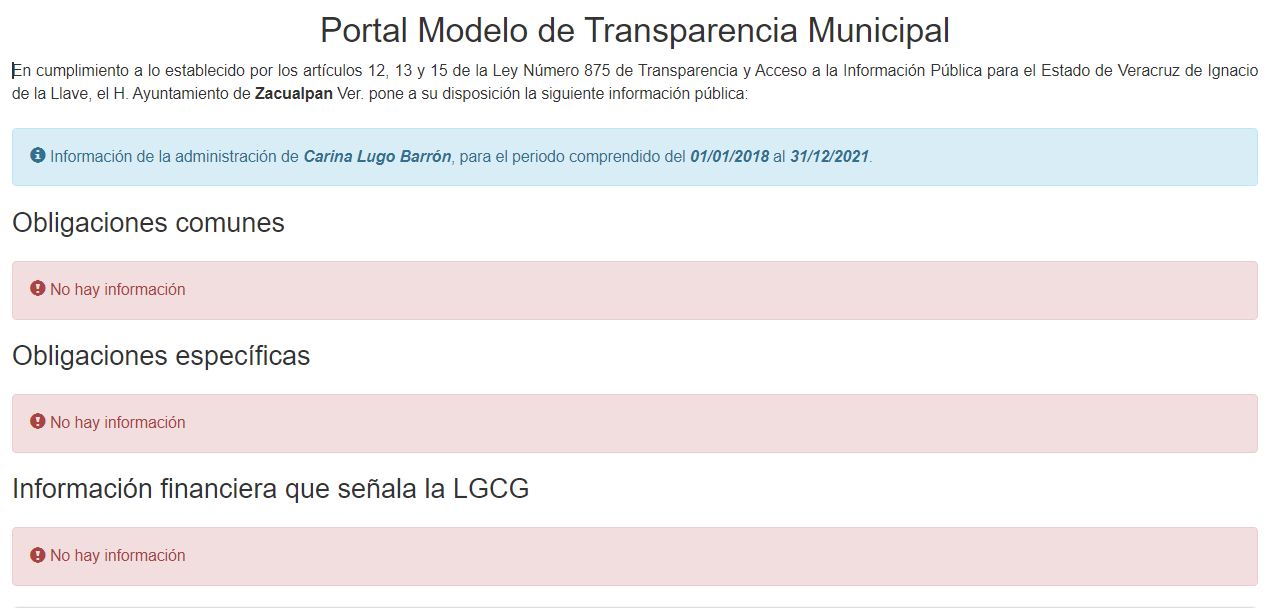 Portal Modelo de Transparencia Municipal
En cumplimiento a lo establecido por los artículos 12, 13 y 15 de la Ley Número 875 de Transparencia y Acceso a la Información Pública para el Estado de Veracruz de Ignacio
de la Llave, el H. Ayuntamiento de Zacualpan Ver. pone a su disposición la siguiente información pública:
Información de la administración de Carina Lugo Barrón, para el periodo comprendido del 01/01/2018 al 31/12/2021.
Obligaciones comunes
No hay información
Obligaciones específicas
No hay información
Información financiera que señala la LGCG
No hay información